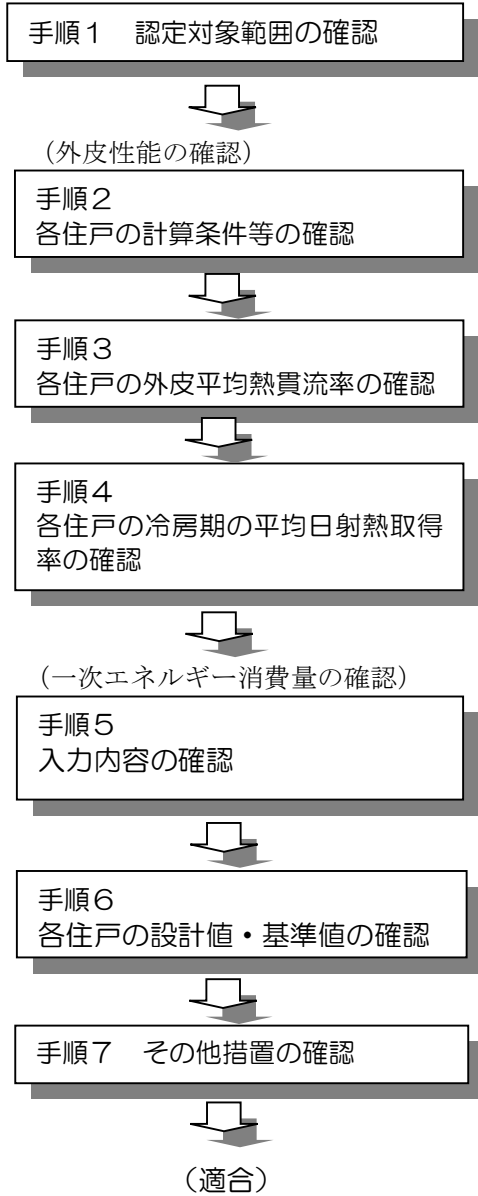 手順１　認定対象範囲の確認
（外皮性能の確認）
手順２
各住戸の計算条件等の確認
手順３
各住戸の外皮平均熱貫流率の確認
手順４
各住戸の冷房期の平均日射熱取得
率の確認
（一次エネルギー消費量の確認）
手順５
入力内容の確認
手順６
各住戸の設計値・基準値の確認
手順７　その他措置の確認
（適合）